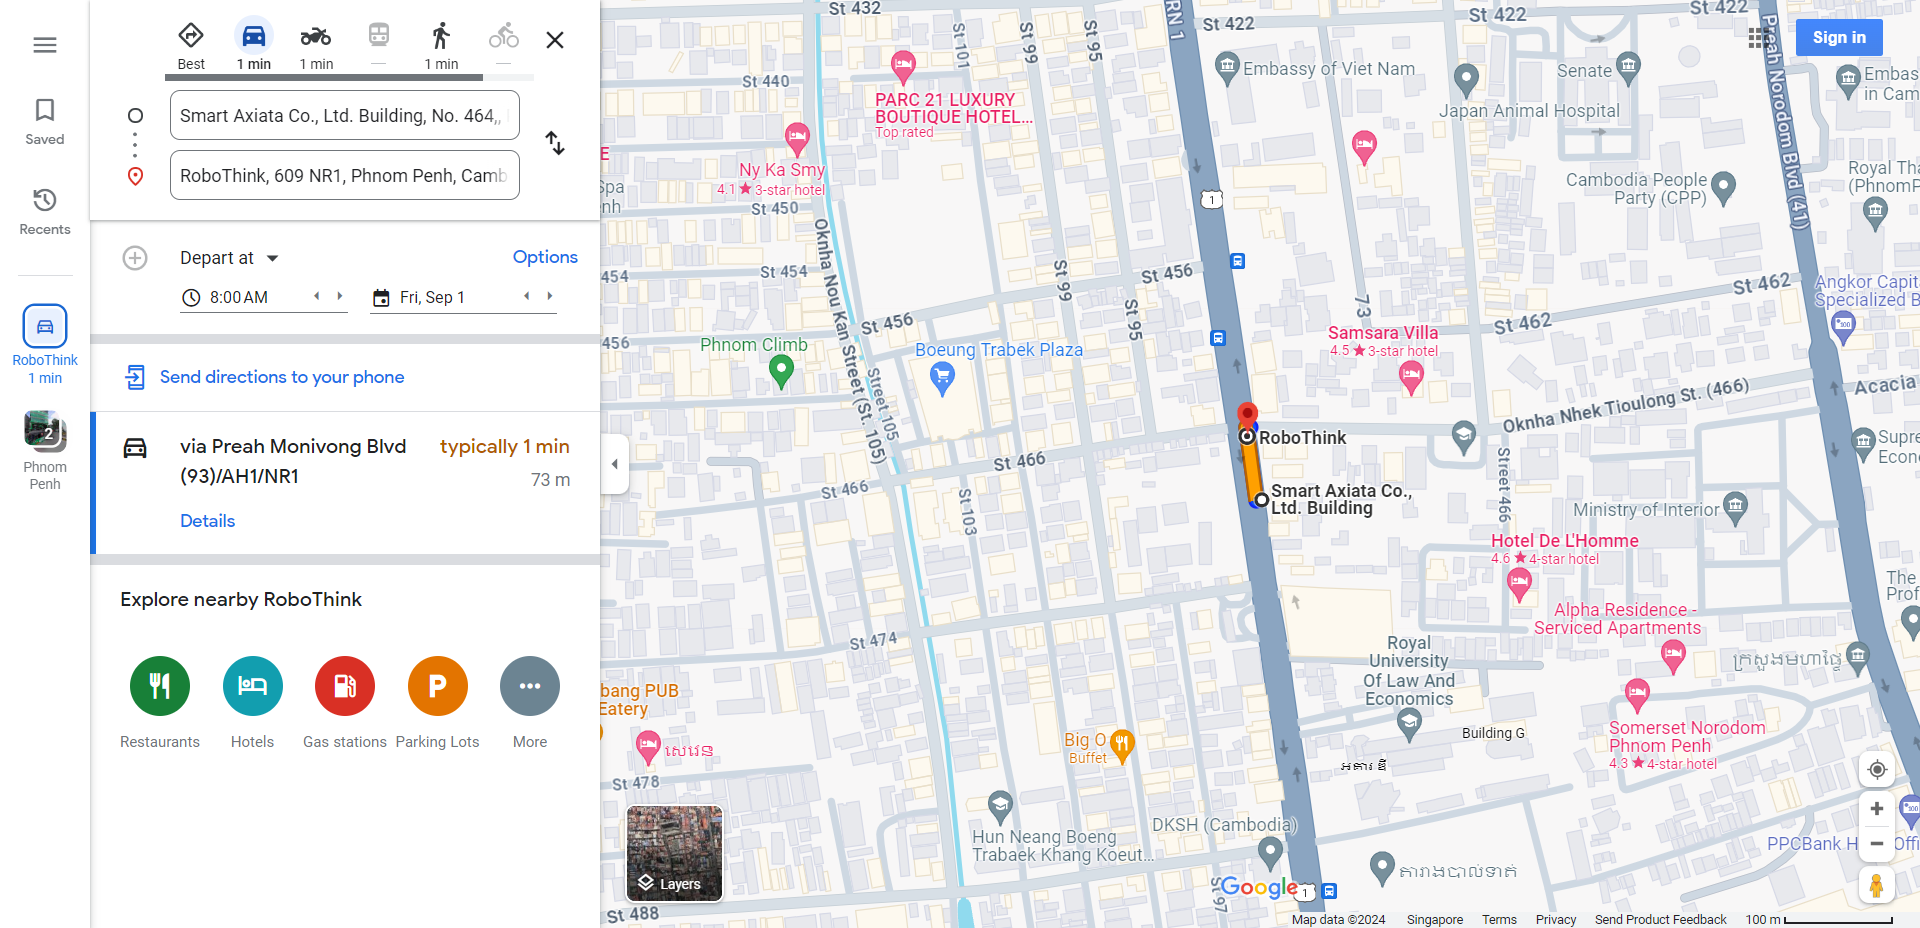 Saved
Recents
RoboThink
1 min
2
Phnom
Penh
Best
1 min
1 min
—
1 min
—
Smart Axiata Co., Ltd. Building, No. 464,,
RoboThink, 609 NR1, Phnom Penh, Camb
Depart at
Options
8:00 AM
Fri, Sep 1
Send directions to your phone
via Preah Monivong Blvd
(93)/AH1/NR1
typically 1 min
73 m
Details
Explore nearby RoboThink
Restaurants
Hotels
Gas stations
P
Parking Lots
More
Layers
Sign in
St 432
St 422
St 422
St 422
RN 1
St 101
St 99
St 95
St 440
PARC 21 LUXURY
BOUTIQUE HOTEL...
Top rated
Embassy of Viet Nam
Senate
Japan Animal Hospital
Preah Norodom Blvd (41)
Embas
in Cam
E
Ny Ka Smy
4.1★ 3-star hotel
Spa
nh
St 450
1
Cambodia People
Party (CPP)
Royal Tha
(PhnomP
Oknha Nou Kan Street (St. 105)
454
St 454
St 99
St 456
St 95
73
St 462
Angkor Capit
Specialized B
St 456
456
Phnom Climb
Boeung Trabek Plaza
Samsara Villa
4.5★ 3-star hotel
St 462
Street 105
Oknha Nhek Tioulong St. (466)
Acacia
RoboThink
Supre
Econ
St 466
St 466
St 103
Smart Axiata Co.,
Ltd. Building
Street 466
Ministry of Interior
Hotel De L'Homme
4.6★ 4-star hotel
The
Prof
Alpha Residence -
Serviced Apartments
St 474
Royal
University
Of Law And
Economics
ក្រសួងមហាផ្ទៃ
bang PUB
Eatery
សេវេន
Big O
Buffet
Building G
អគារ ឌី
Somerset Norodom
Phnom Penh
4.3★ 4-star hotel
St 478
Hun Neang Boeng
Trabaek Khang Koeut...
DKSH (Cambodia)
PPCBank H
Offi
តារាងបាល់ទាត់
St 97
Google
1
St 488
Map data ©2024
Singapore
Terms
Privacy
Send Product Feedback
100 m